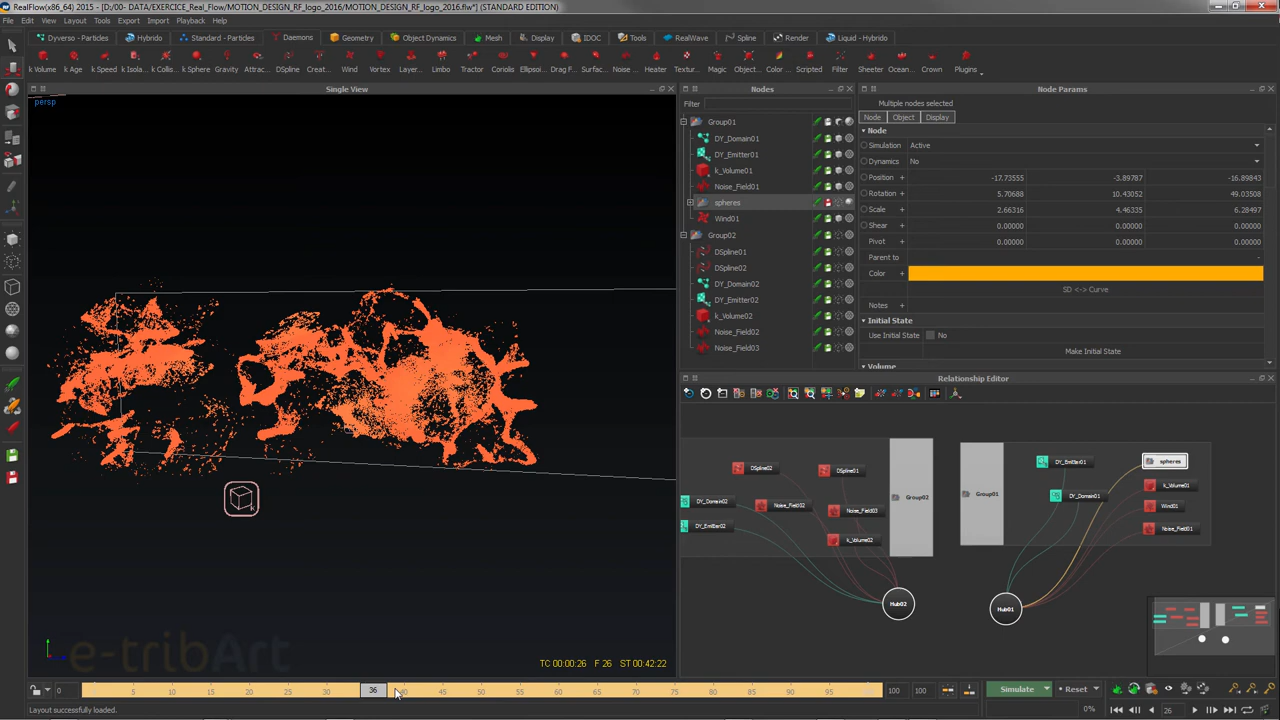 RealFlow(x86_64) 2015 - [D:/00- DATA/EXERCICE_Real_Flow/MOTION_DESIGN_RF_logo_2016/MOTION_DESIGN_RF_logo_2016.flw*] (STANDARD EDITION)
File Edit View Layout Tools Export Import Playback Help
Dyverso - Particles Hybrido Standard - Particles Daemons Geometry Object Dynamics Mesh Display IDOC Tools RealWave Spline Render Liquid - Hybrido
k Volume k Age k Speed k Isola... k Collis... k Sphere Gravity Attrac... DSpline Creat... Wind Vortex Layer... Limbo Tractor Coriolis Ellipsoi... Drag F... Surfac... Noise ... Heater Textur... Magic Object... Color ... Scripted Filter Sheeter Ocean... Crown Plugins
Single View
persp
Nodes
Filter
Group01
DY_Domain01
DY_Emitter01
k_Volume01
Noise_Field01
spheres
Wind01
Group02
DSpline01
DSpline02
DY_Domain02
DY_Emitter02
k_Volume02
Noise_Field02
Noise_Field03
Node Params
Multiple nodes selected
Node Object Display
Node
Simulation Active
Dynamics No
Position + -17.73555 -3.89787 -16.89843
Rotation + 5.70688 10.43052 49.03508
Scale + 2.66316 4.46335 6.28497
Shear + 0.00000 0.00000 0.00000
Pivot + 0.00000 0.00000 0.00000
Parent to -
Color +
SD <-> Curve
Notes +
Initial State
Use Initial State No
Make Initial State
Volume
Relationship Editor
DSpline02 DSpline01
DY_Domain02 Noise_Field02 Noise_Field03
DY_Emitter02
k_Volume02
Group02
Group01
DY_Emitter01 spheres
DY_Domain01 k_Volume01
Wind01
Noise_Field01
Hub02 Hub01
e-tribArt
TC 00:00:26 F 26 ST 00:42:22
0 5 10 15 20 25 30 36 40 45 50 55 60 65 70 75 80 85 90 95 100 100
Simulate Reset
Layout successfully loaded.
0% 26